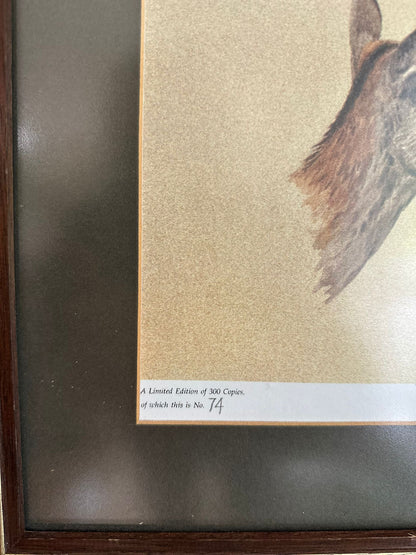 A Limited Edition of 300 Copies.
of which this is No. 74